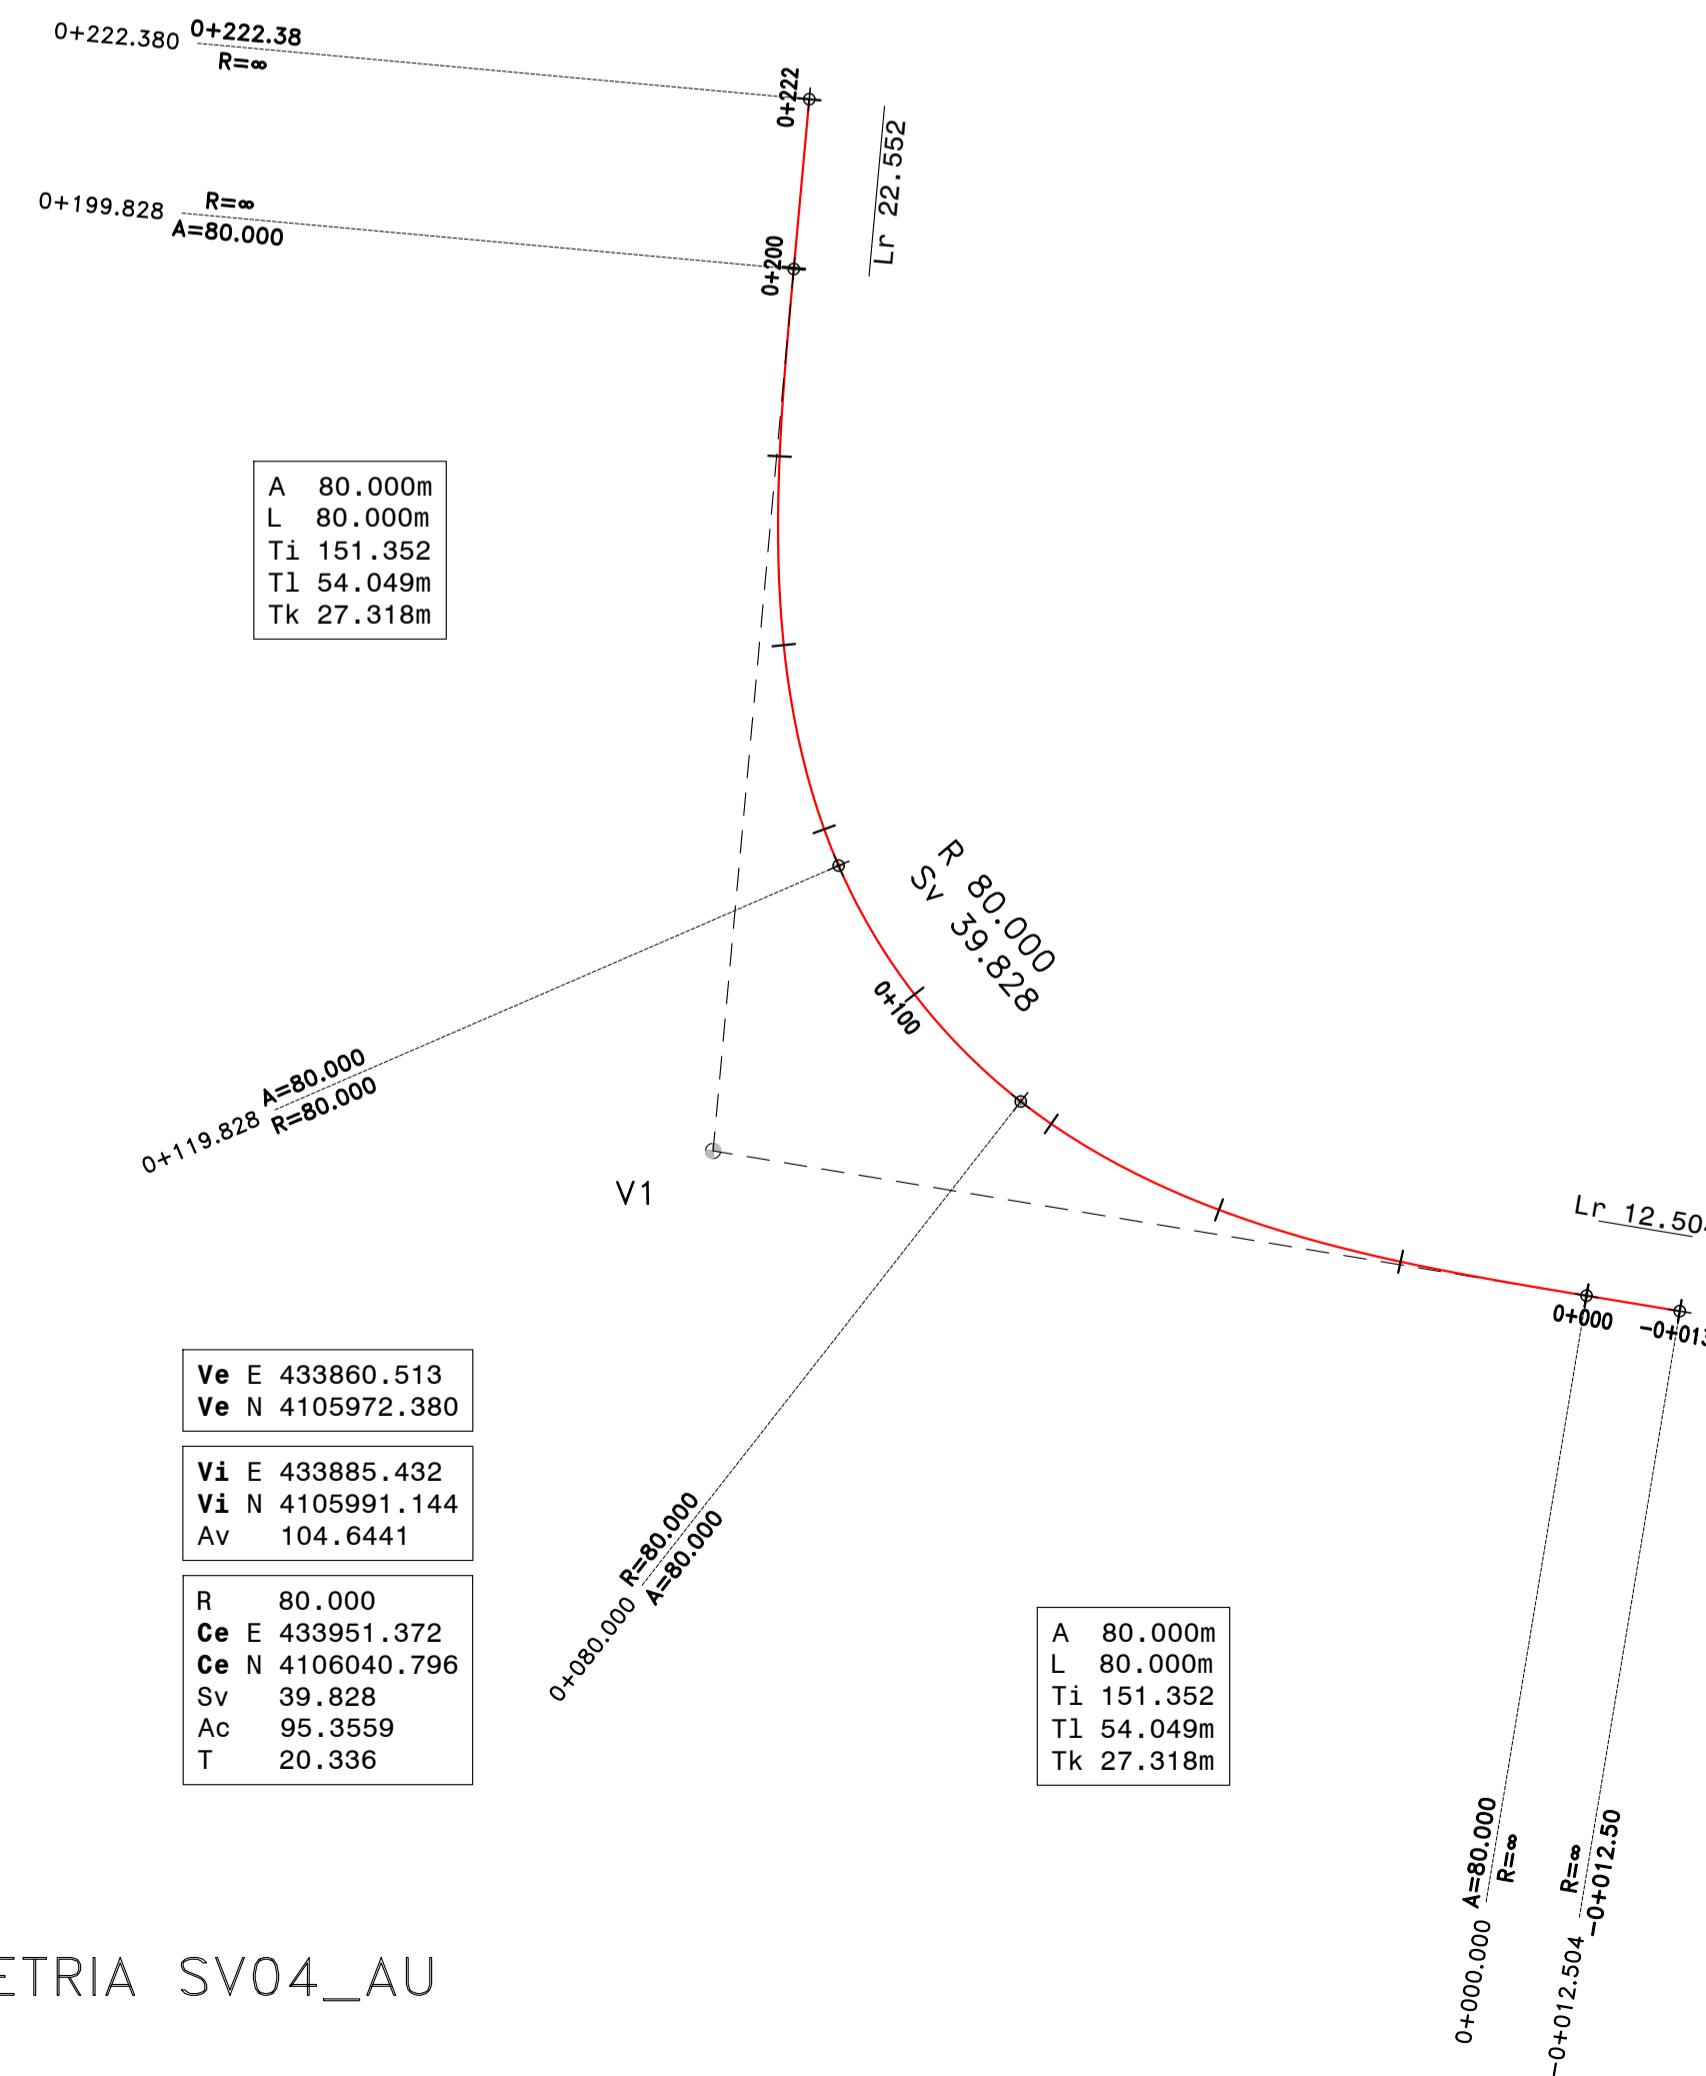 0+222.380
0+222.38
R=∞
0+222
Lr 22.552
0+199.828
R=∞
A=80.000
0+200
A 80.000m
L 80.000m
Ti 151.352
Tl 54.049m
Tk 27.318m
R 80.000
Sv 39.828
0+100
0+119.828
A=80.000
R=80.000
V1
Lr 12.50
0+000
-0+013
Ve E 433860.513
Ve N 4105972.380
Vi E 433885.432
Vi N 4105991.144
Av 104.6441
R 80.000
Ce E 433951.372
Ce N 4106040.796
Sv 39.828
Ac 95.3559
T 20.336
0+080.000
R=80.000
A=80.000
A 80.000m
L 80.000m
Ti 151.352
Tl 54.049m
Tk 27.318m
0+000.000
A=80.000
R=∞
-0+012.504
R=∞
-0+012.50
ETRIA SV04_AU